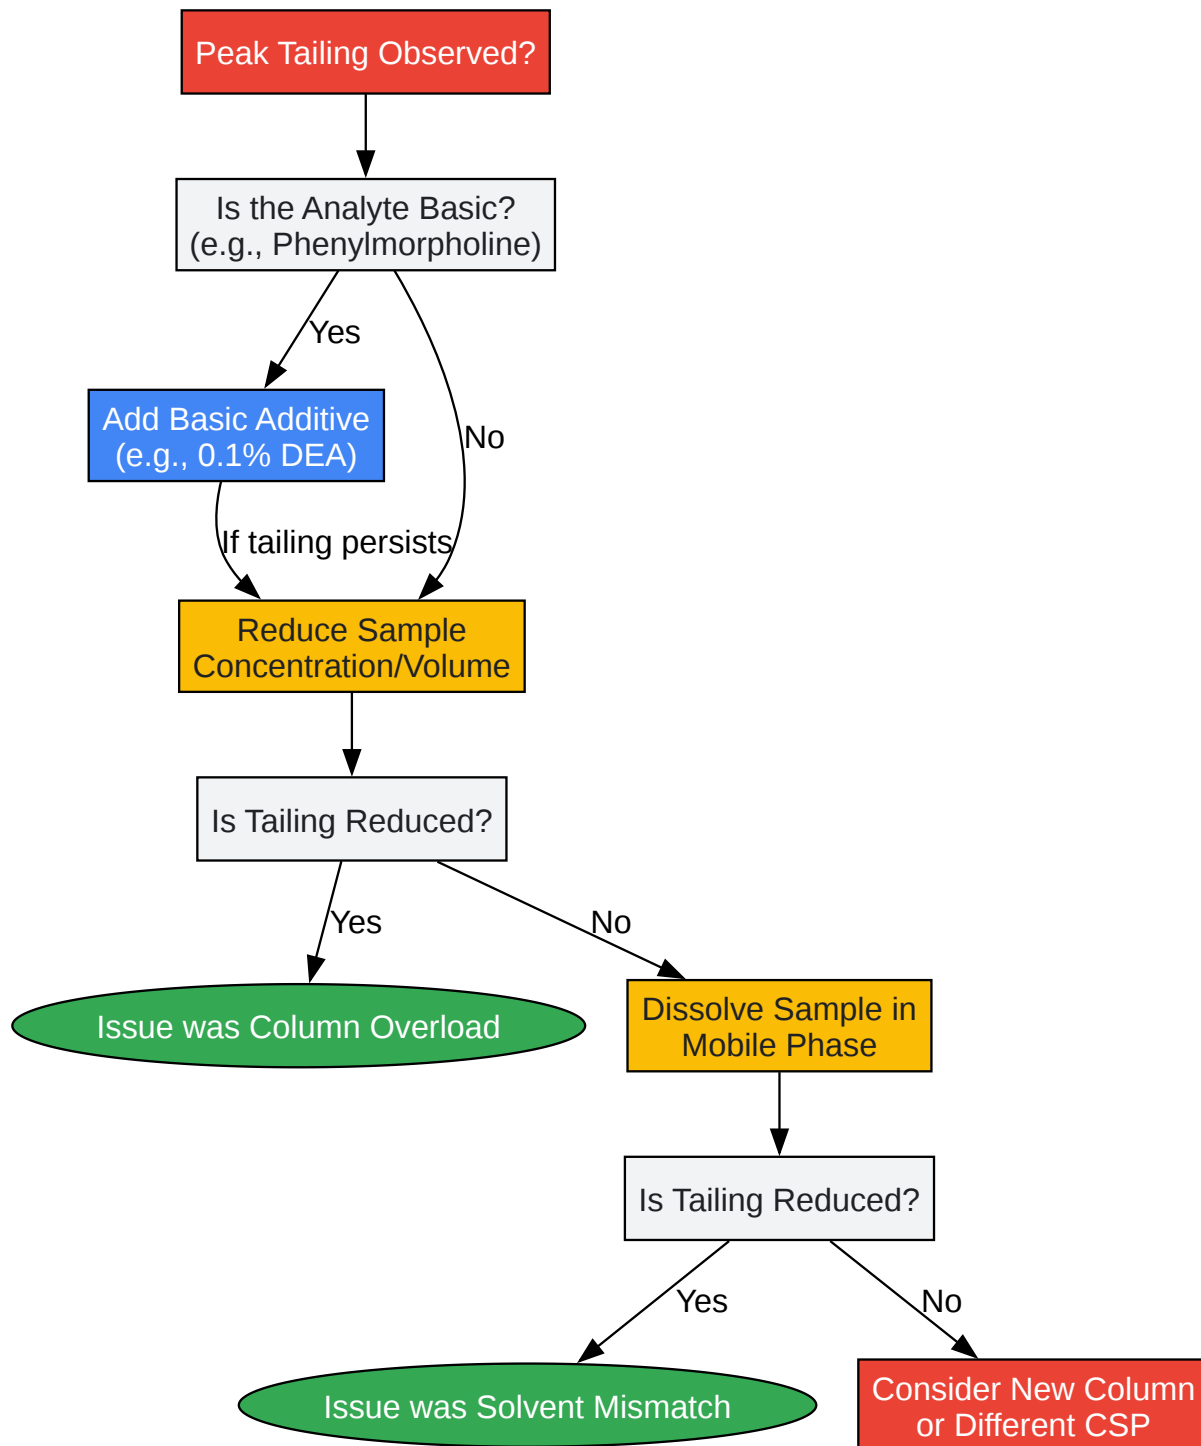 Peak Tailing Observed?
Is the Analyte Basic?
(e.g., Phenylmorpholine)
Yes
Add Basic Additive
(e.g., 0.1% DEA)
No
If tailing persists
Reduce Sample
Concentration/Volume
Is Tailing Reduced?
Yes
No
Issue was Column Overload
Dissolve Sample in
Mobile Phase
Is Tailing Reduced?
Yes
No
Issue was Solvent Mismatch
Consider New Column
or Different CSP